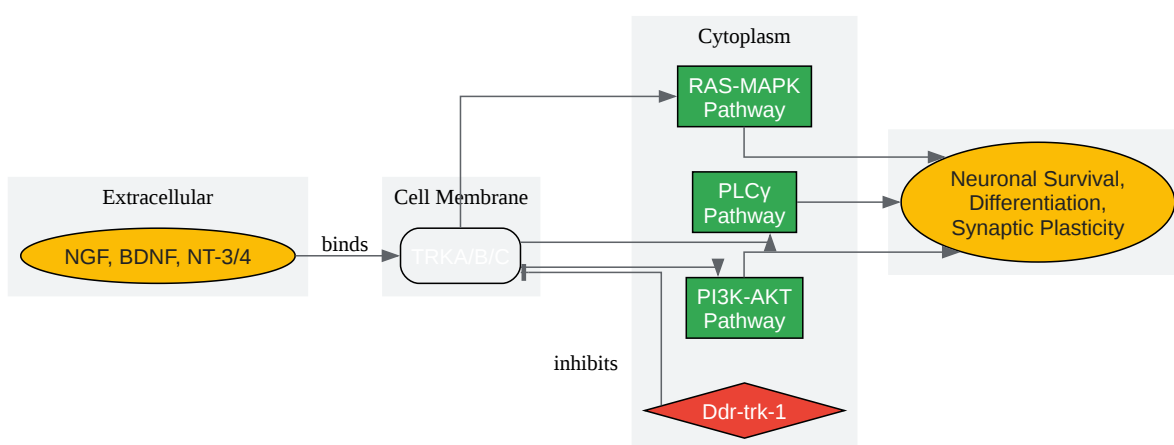 Extracellular
NGF, BDNF, NT-3/4
binds
Cell Membrane
TRKA/B/C
Cytoplasm
RAS-MAPK
Pathway
PLCγ
Pathway
PI3K-AKT
Pathway
inhibits
Ddr-trk-1
Neuronal Survival,
Differentiation,
Synaptic Plasticity